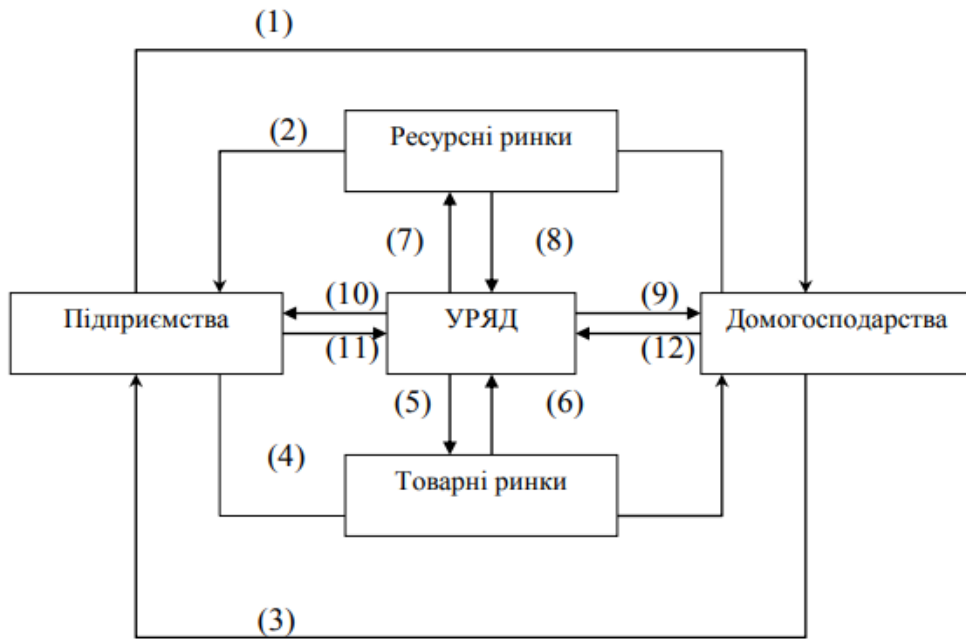 (1)
(2)
Ресурсні ринки
(7)
(8)
Підприємства
(10)
УРЯД
(9)
Домогосподарства
(11)
(12)
(5)
(6)
(4)
Товарні ринки
(3)